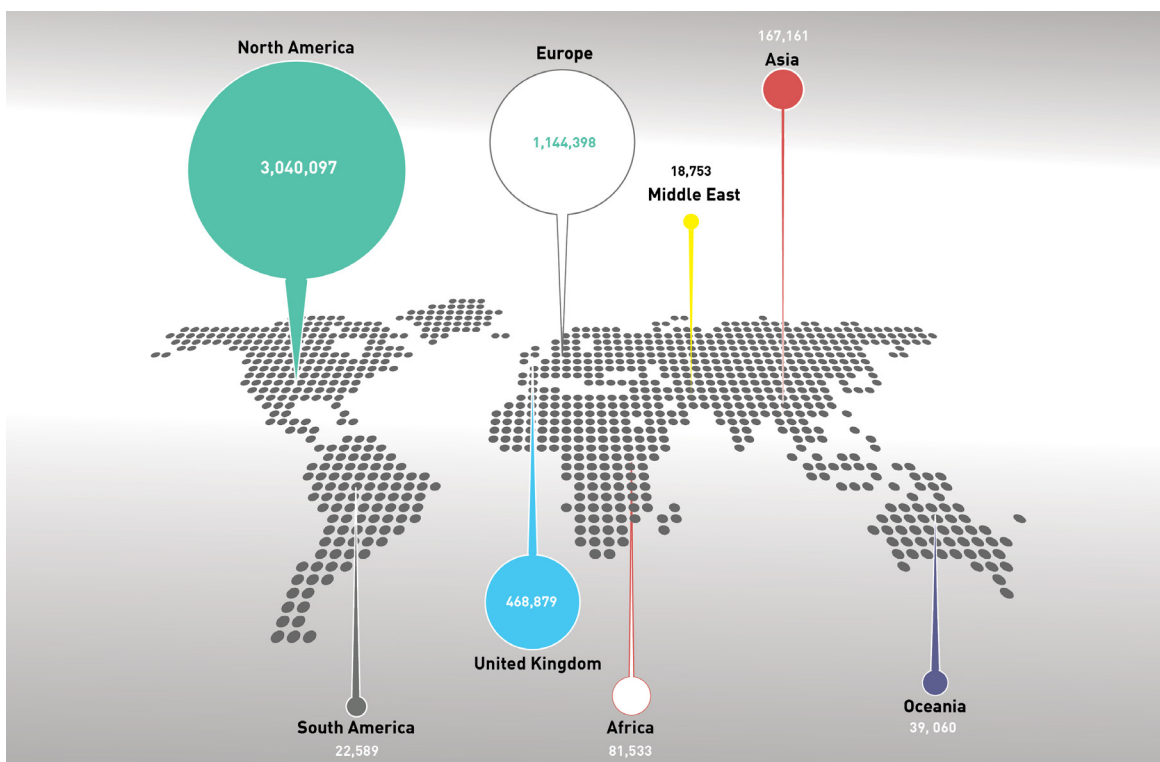 North America
3,040,097
Europe
1,144,398
167,161
Asia
18,753
Middle East
468,879
United Kingdom
South America
22,589
Africa
81,533
Oceania
39, 060